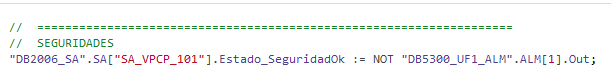 // =====================================================================
// SEGURIDADES
"DB2006_SA".SA["SA_VPCP_101"].Estado_SeguridadOk := NOT "DB5300_UF1_ALM".ALM[1].Out;